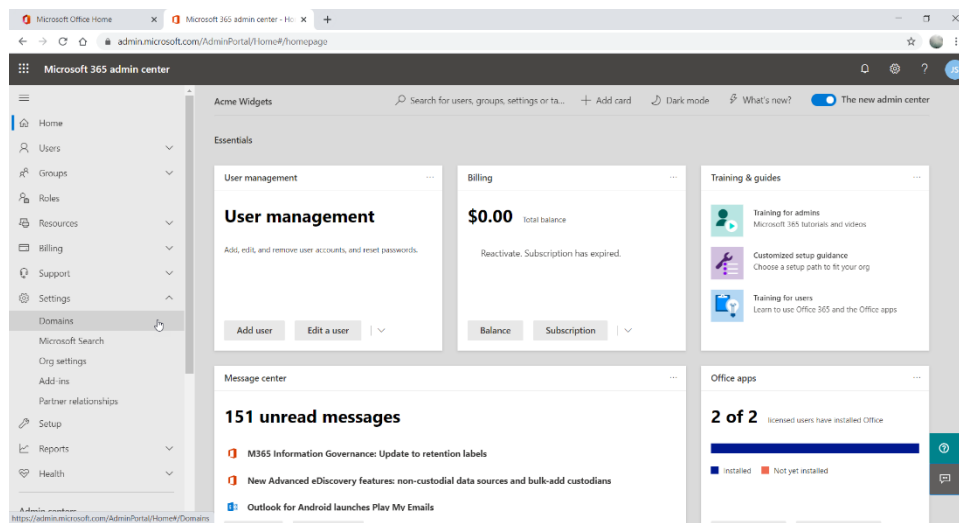 Microsoft Office Home
Microsoft 365 admin center - Ho
admin.microsoft.com/AdminPortal/Home#/homepage
Microsoft 365 admin center
?
JS
Home
Users
Groups
Roles
Resources
Billing
Support
Settings
Domains
Microsoft Search
Org settings
Add-ins
Partner relationships
Setup
Reports
Health
Admin centers
https://admin.microsoft.com/AdminPortal/Home#/Domains
Acme Widgets
Search for users, groups, settings or ta...
Add card
Dark mode
What's new?
The new admin center
Essentials
User management
User management
Add, edit, and remove user accounts, and reset passwords.
Add user
Edit a user
Billing
$0.00 Total balance
Reactivate. Subscription has expired.
Balance
Subscription
Training & guides
Training for admins
Microsoft 365 tutorials and videos
Customized setup guidance
Choose a setup path to fit your org
Training for users
Learn to use Office 365 and the Office apps
Message center
151 unread messages
M365 Information Governance: Update to retention labels
New Advanced eDiscovery features: non-custodial data sources and bulk-add custodians
Outlook for Android launches Play My Emails
Office apps
2 of 2 licensed users have installed Office
Installed
Not yet installed